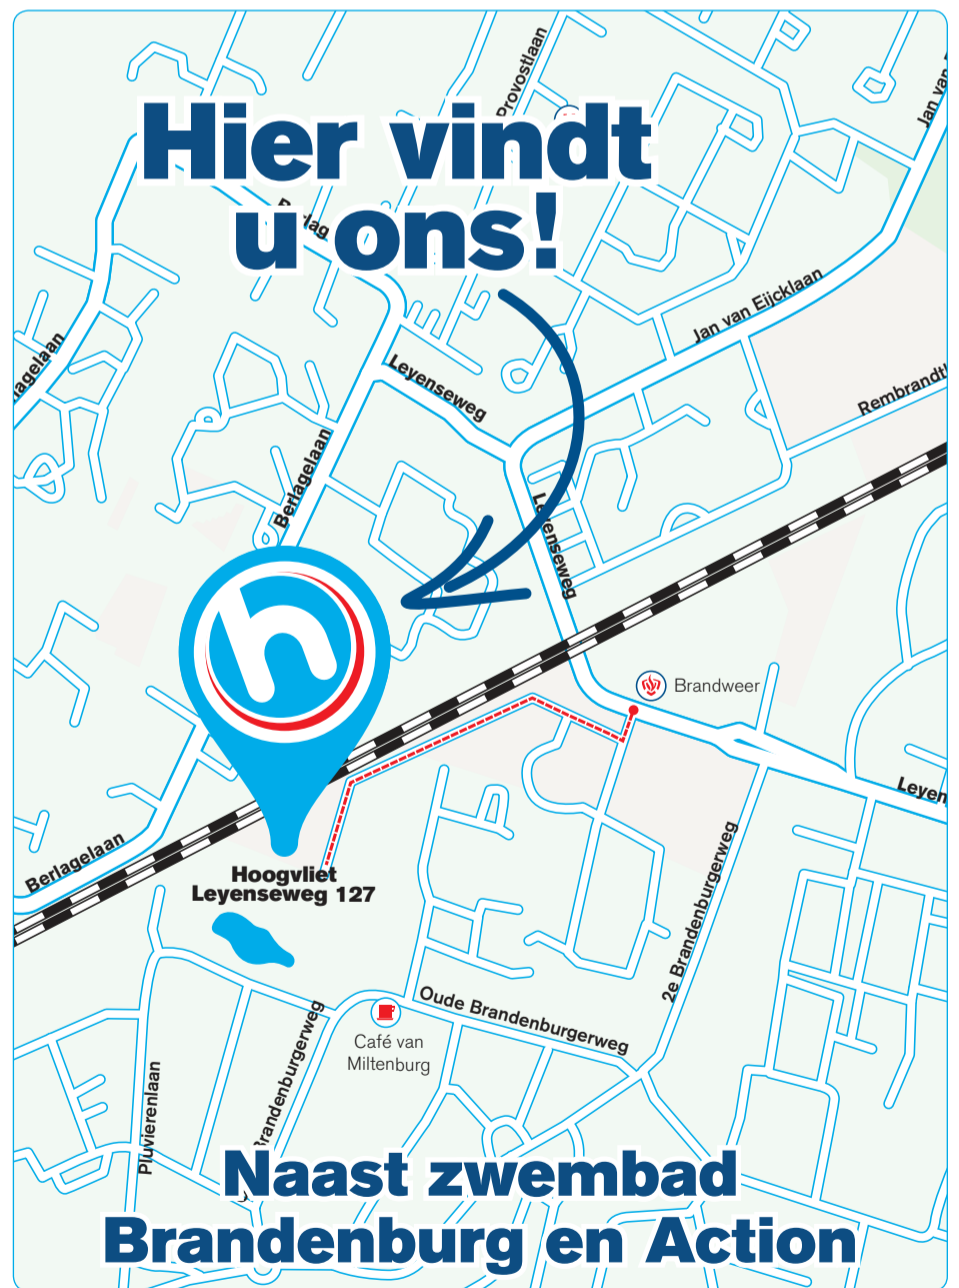 Provostlaan
Jan van
Hier vindt
u ons!
Jan van Eijcklaan
Leyenseweg
Rembrandt
Berlagelaan
Leyenseweg
h
Brandweer
Leyen
Berlagelaan
Hoogvliet
Leyenseweg 127
2e Brandenburgerweg
Oude Brandenburgerweg
Café van
Miltenburg
Pluvierenlaan
Brandenburgerweg
Naast zwembad
Brandenburg en Action